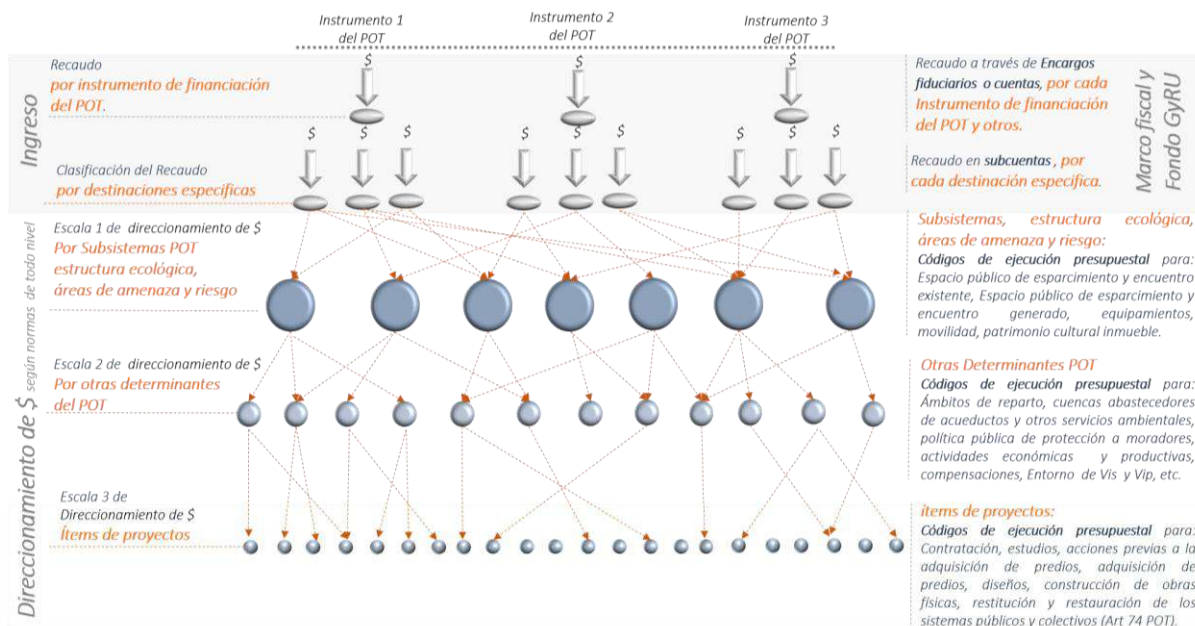 Instrumento 1
del POT
Instrumento 2
del POT
Instrumento 3
del POT
$
$
$
Ingreso
Recaudo
por instrumento de financiación
del POT.
Recaudo a través de Encargos
fiduciarios o cuentas, por cada
Instrumento de financiación
del POT y otros.
Marco fiscal y
Fondo GyRU
$
$
$
$
$
$
$
$
$
Clasificación del Recaudo
por destinaciones específicas
Recaudo en subcuentas, por
cada destinación especifica.
Direccionamiento de $ según normas de todo nivel
Escala 1 de direccionamiento de $
Por Subsistemas POT
estructura ecológica,
áreas de amenaza y riesgo
Subsistemas, estructura ecológica,
áreas de amenaza y riesgo:
Códigos de ejecución presupuestal para:
Espacio público de esparcimiento y encuentro
existente, Espacio público de esparcimiento y
encuentro generado, equipamientos,
movilidad, patrimonio cultural inmueble.
Escala 2 de direccionamiento de $
Por otras determinantes
del POT
Otras Determinantes POT
Códigos de ejecución presupuestal para:
Ámbitos de reparto, cuencas abastecedores
de acueductos y otros servicios ambientales,
política pública de protección a moradores,
actividades económicas y productivas,
compensaciones, Entorno de Vis y Vip, etc.
Escala 3 de
Direccionamiento de $
Ítems de proyectos
ítems de proyectos:
Códigos de ejecución presupuestal para:
Contratación, estudios, acciones previas a la
adquisición de predios, adquisición de
predios, diseños, construcción de obras
físicas, restitución y restauración de los
sistemas públicos y colectivos (Art 74 POT).